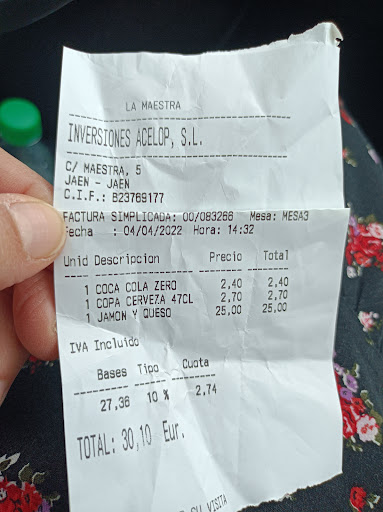 LA MAESTRA
INVERSIONES ACELOP, S.L.
C/ MAESTRA, 5
JAEN - JAEN
C.I.F.: B23769177
FACTURA SIMPLICADA: 00/083266 Mesa: MESA3
Fecha : 04/04/2022 Hora: 14:32
Unid Descripcion Precio Total
1 COCA COLA ZERO 2,40 2,40
1 COPA CERVEZA 47CL 2,70 2,70
1 JAMON Y QUESO 25,00 25,00
IVA Incluido
Bases Tipo Cuota
27,36 10 % 2,74
TOTAL: 30,10 Eur.
SU VISITA